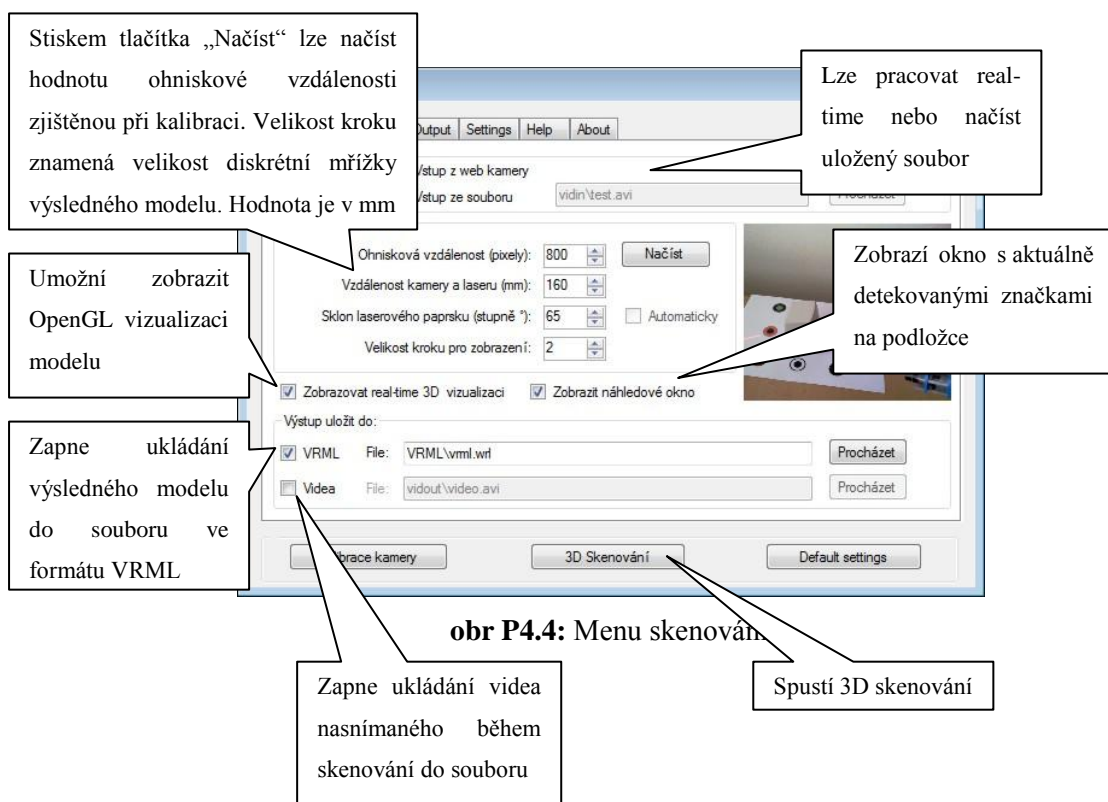 Stiskem tlačítka „Načíst“ lze načíst
hodnotu ohniskové vzdálenosti
zjištěnou při kalibraci. Velikost kroku
znamená velikost diskrétní mřížky
výsledného modelu. Hodnota je v mm
Lze pracovat real-
time nebo načíst
uložený soubor
Settings Help About
z web kamery
ze souboru vidin\test.avi
Ohnisková vzdálenost (pixely): 800 Načíst
Vzdálenost kamery a laseru (mm): 160
Sklon laserového paprsku (stupně °): 65 Automaticky
Velikost kroku pro zobrazení: 2
Umožní zobrazit
OpenGL vizualizaci
modelu
Zobrazí okno s aktuálně
detekovanými značkami
na podložce
Zobrazovat real-time 3D vizualizaci Zobrazit náhledové okno
Výstup uložit do:
VRML File: VRML\vrml.wrl Procházet
Videa File: vidout\video.avi Procházet
Zapne ukládání
výsledného modelu
do souboru ve
formátu VRML
kamery 3D Skenování Default settings
obr P4.4: Menu
Zapne ukládání videa
nasnímaného během
skenování do souboru
Spustí 3D skenování